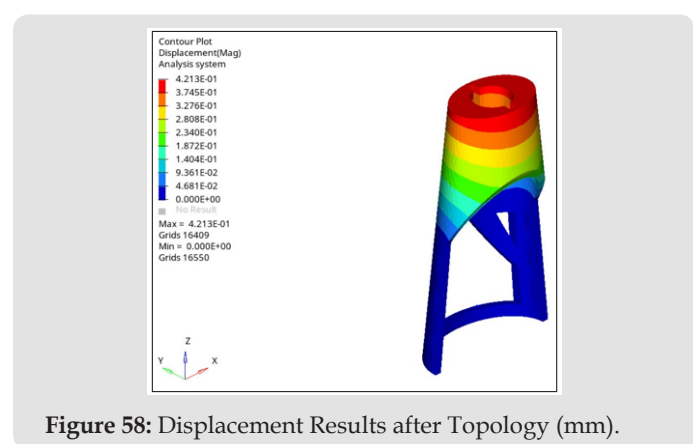 Contour Plot
Displacement(Mag)
Analysis system
4.213E-01
3.745E-01
3.276E-01
2.808E-01
2.340E-01
1.872E-01
1.404E-01
9.361E-02
4.681E-02
0.000E+00
No Result
Max = 4.213E-01
Grids 16409
Min = 0.000E+00
Grids 16550
Z
Y
X
Figure 58: Displacement Results after Topology (mm).